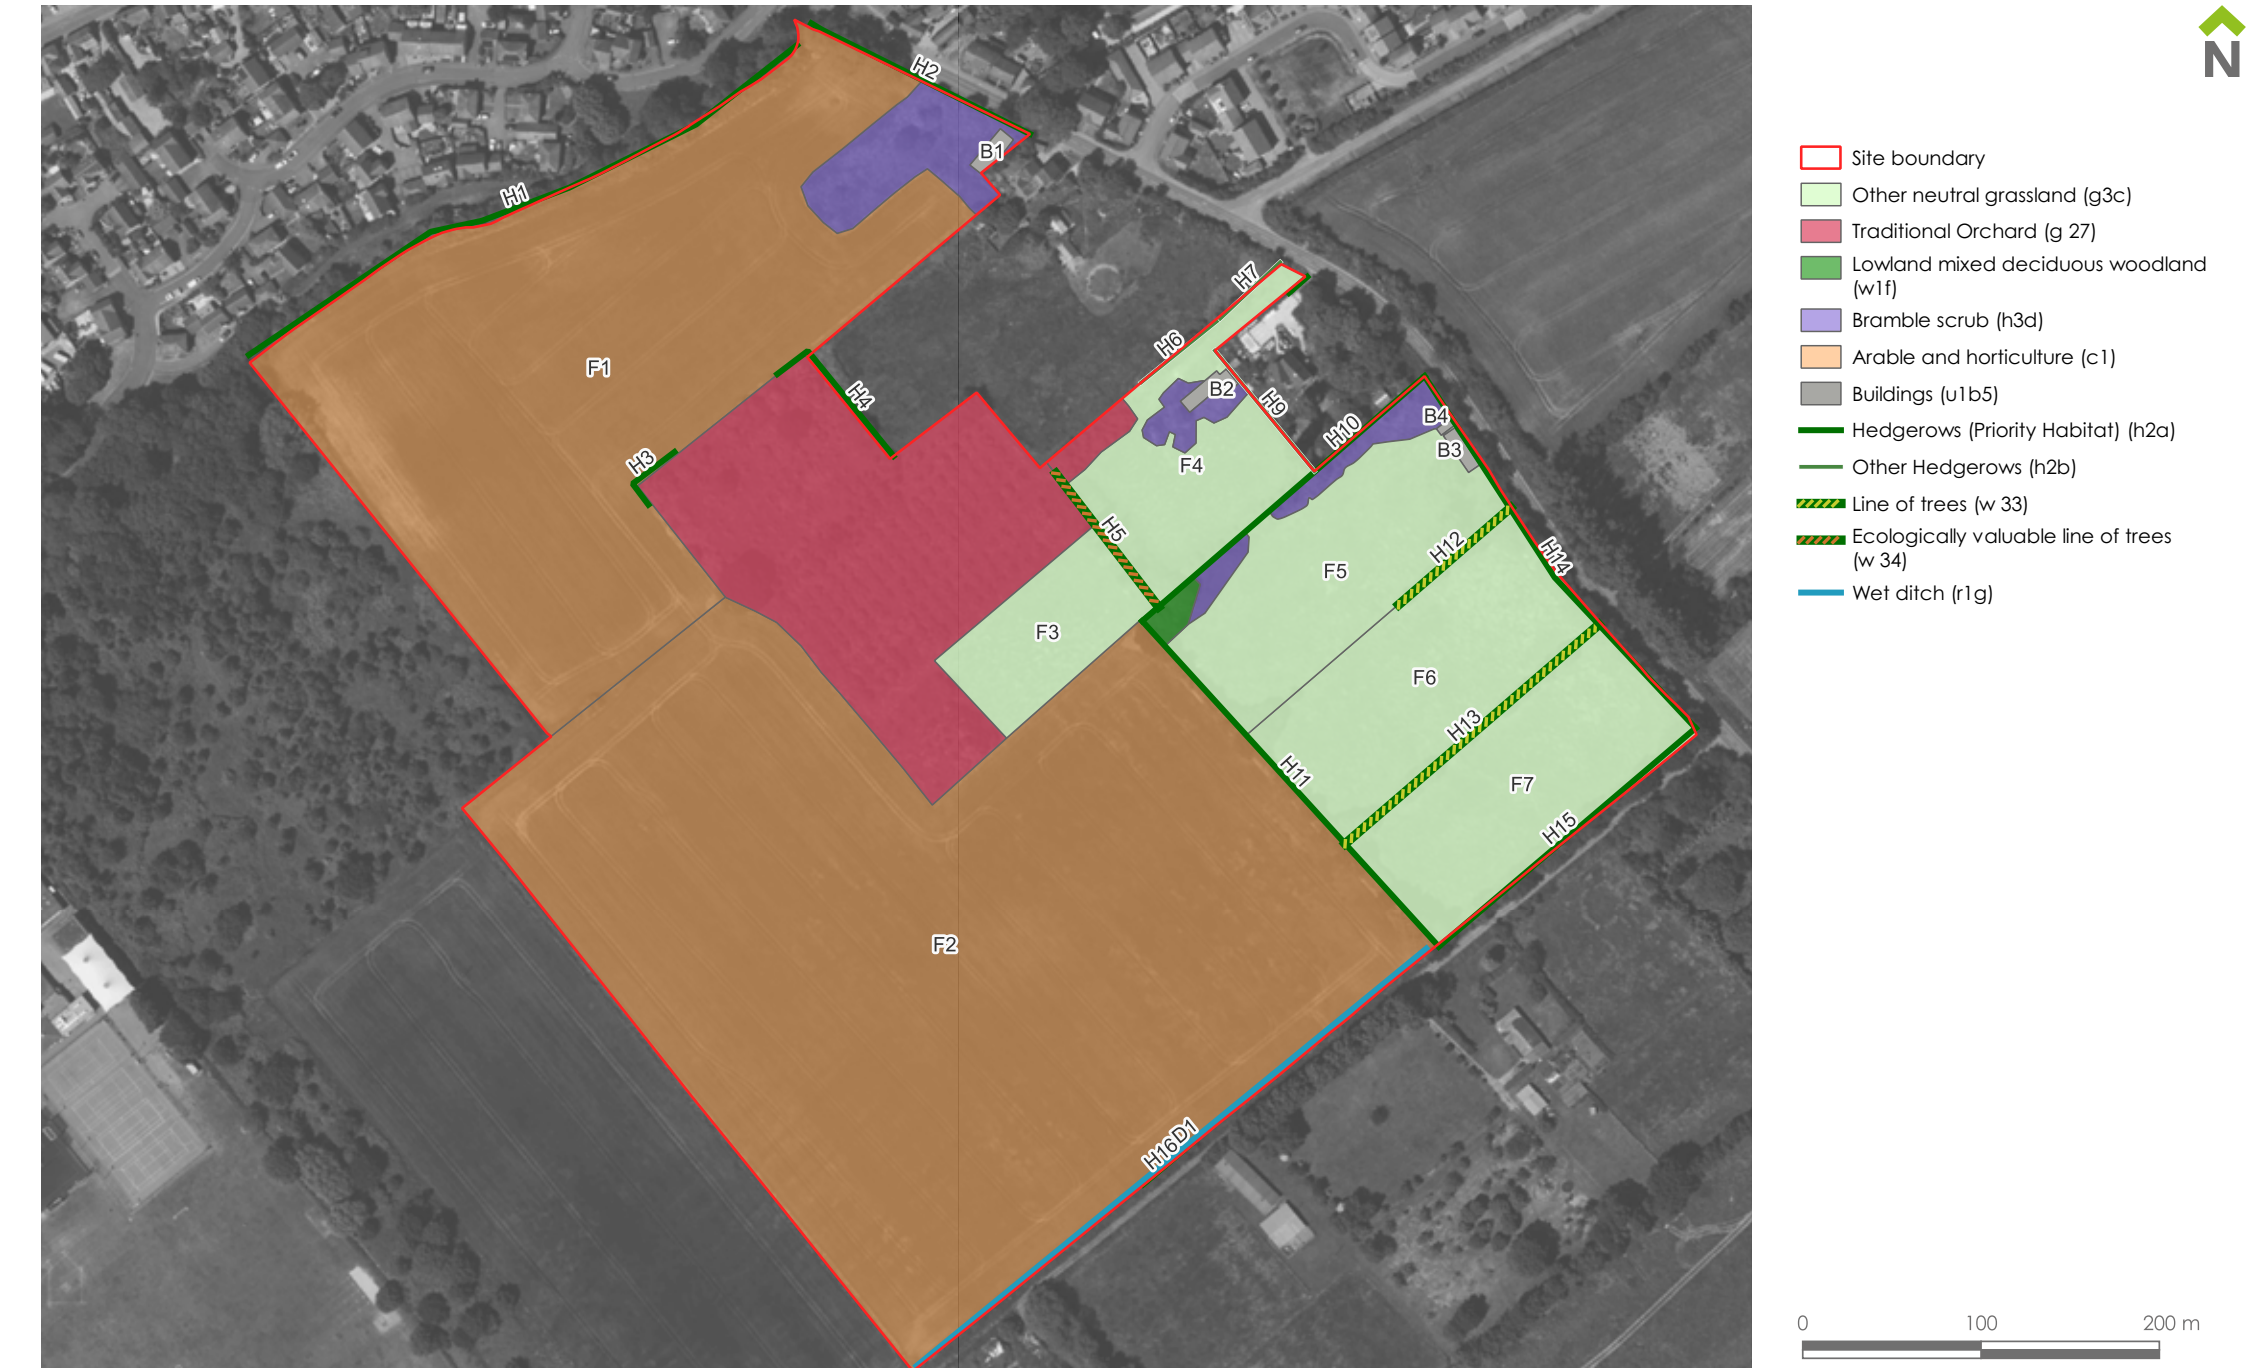 N
Site boundary
Other neutral grassland (g3c)
Traditional Orchard (g 27)
Lowland mixed deciduous woodland
(w1f)
Bramble scrub (h3d)
Arable and horticulture (c1)
Buildings (u1b5)
Hedgerows (Priority Habitat) (h2a)
Other Hedgerows (h2b)
Line of trees (w 33)
Ecologically valuable line of trees
(w 34)
Wet ditch (r1g)
H2
B1
H1
H7
H6
F1
B2
H4
H9
B4
H10
B3
H3
F4
H5
H12
H14
F5
F3
F6
H13
H11
F7
H15
F2
H16 D1
0 100 200 m